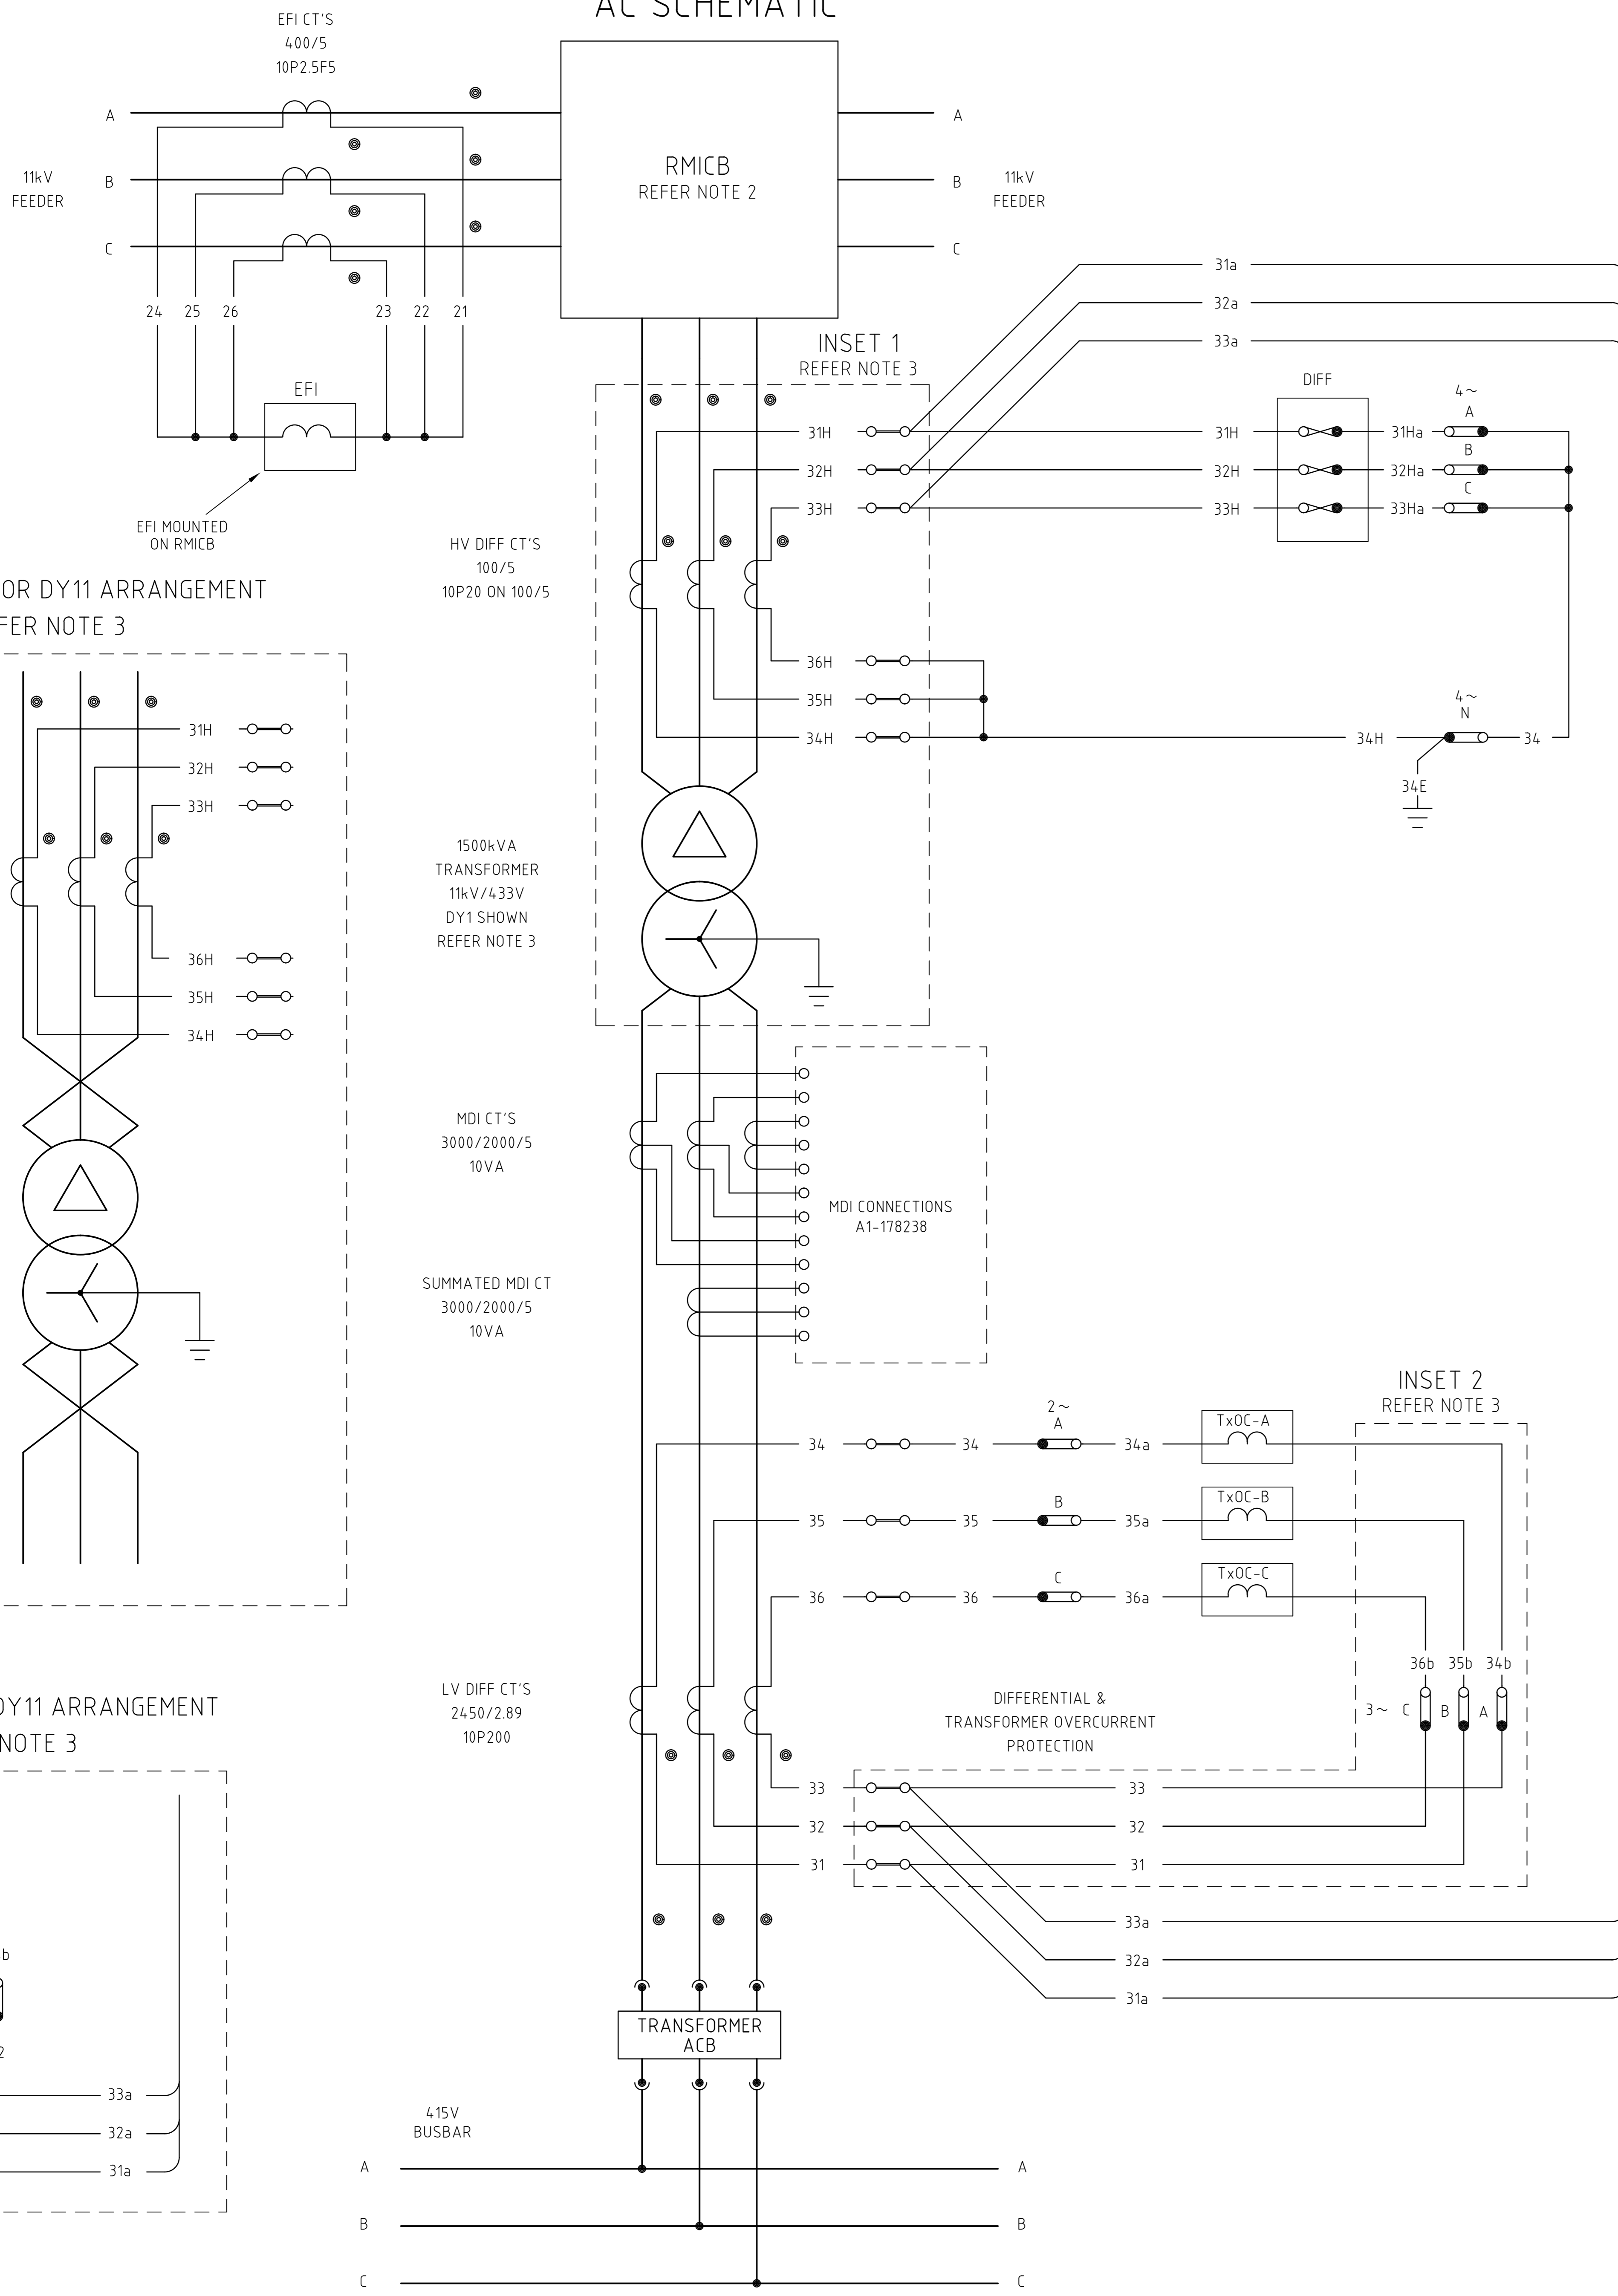 AC SCHEMATIC
EFI CT'S
400/5
10P2.5F5
A
B
C
11kV
FEEDER
RMICB
REFER NOTE 2
A
B
C
11kV
FEEDER
24 25 26 23 22 21
EFI
EFI MOUNTED
ON RMICB
INSET 1
REFER NOTE 3
31a
32a
33a
DIFF
4~
A
31H 31H 31Ha
B
32H 32H 32Ha
C
33H 33H 33Ha
HV DIFF CT'S
100/5
10P20 ON 100/5
36H
35H
34H 34H
4~
N
34
34E
OR DY11 ARRANGEMENT
FER NOTE 3
31H
32H
33H
36H
35H
34H
1500kVA
TRANSFORMER
11kV/433V
DY1 SHOWN
REFER NOTE 3
MDI CT'S
3000/2000/5
10VA
MDI CONNECTIONS
A1-178238
SUMMATED MDI CT
3000/2000/5
10VA
INSET 2
REFER NOTE 3
2~
A
34 34 34a TxOC-A
B
35 35 35a TxOC-B
C
36 36 36a TxOC-C
36b 35b 34b
3~ C B A
LV DIFF CT'S
2450/2.89
10P200
DIFFERENTIAL &
TRANSFORMER OVERCURRENT
PROTECTION
33 33
32 32
31 31
33a
32a
31a
DY11 ARRANGEMENT
NOTE 3
b
2
33a
32a
31a
TRANSFORMER
ACB
415V
BUSBAR
A A
B B
C C